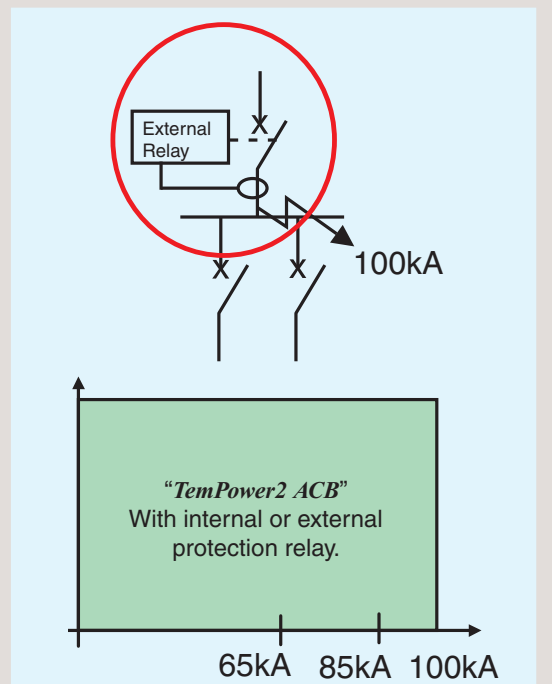 External
Relay
100kA
“TemPower2 ACB”
With internal or external
protection relay.
65kA 85kA 100kA